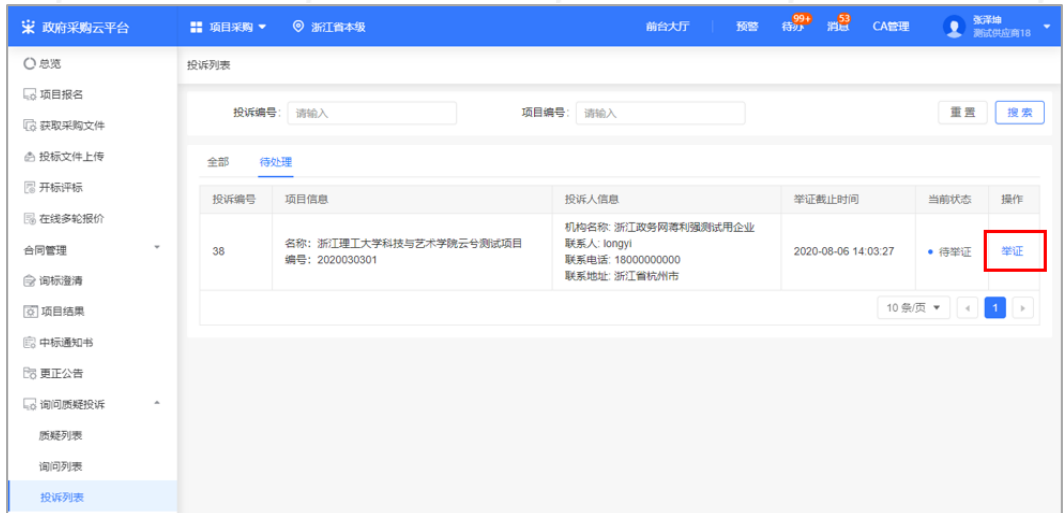 政府采购云平台
项目采购
浙江省本级
前台大厅
预警
待办
99+
消息
53
CA管理
张泽坤
测试供应商18
总览
项目报名
获取采购文件
投标文件上传
开标评标
在线多轮报价
合同管理
询标澄清
项目结果
中标通知书
更正公告
询问质疑投诉
质疑列表
询问列表
投诉列表
投诉列表
投诉编号: 请输入
项目编号: 请输入
重置
搜索
全部
待处理
投诉编号 项目信息 投诉人信息 举证截止时间 当前状态 操作
38
名称: 浙江理工大学科技与艺术学院云兮测试项目
编号: 2020030301
机构名称: 浙江政务网蔼利强测试用企业
联系人: longyi
联系电话: 18000000000
联系地址: 浙江省杭州市
2020-08-06 14:03:27
待举证
举证
10 条/页
1